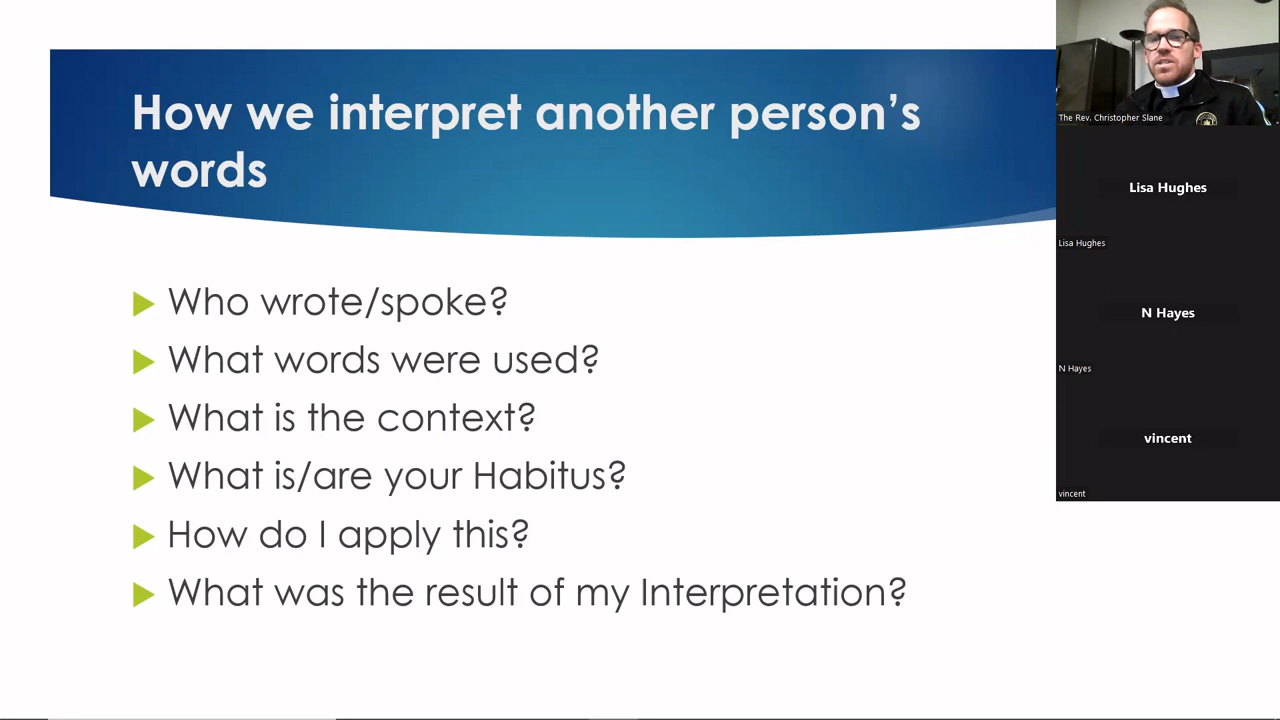 How we interpret another person’s
words
Who wrote/spoke?
What words were used?
What is the context?
What is/are your Habitus?
How do I apply this?
What was the result of my Interpretation?
The Rev. Christopher Slane
Lisa Hughes
Lisa Hughes
N Hayes
N Hayes
vincent
vincent